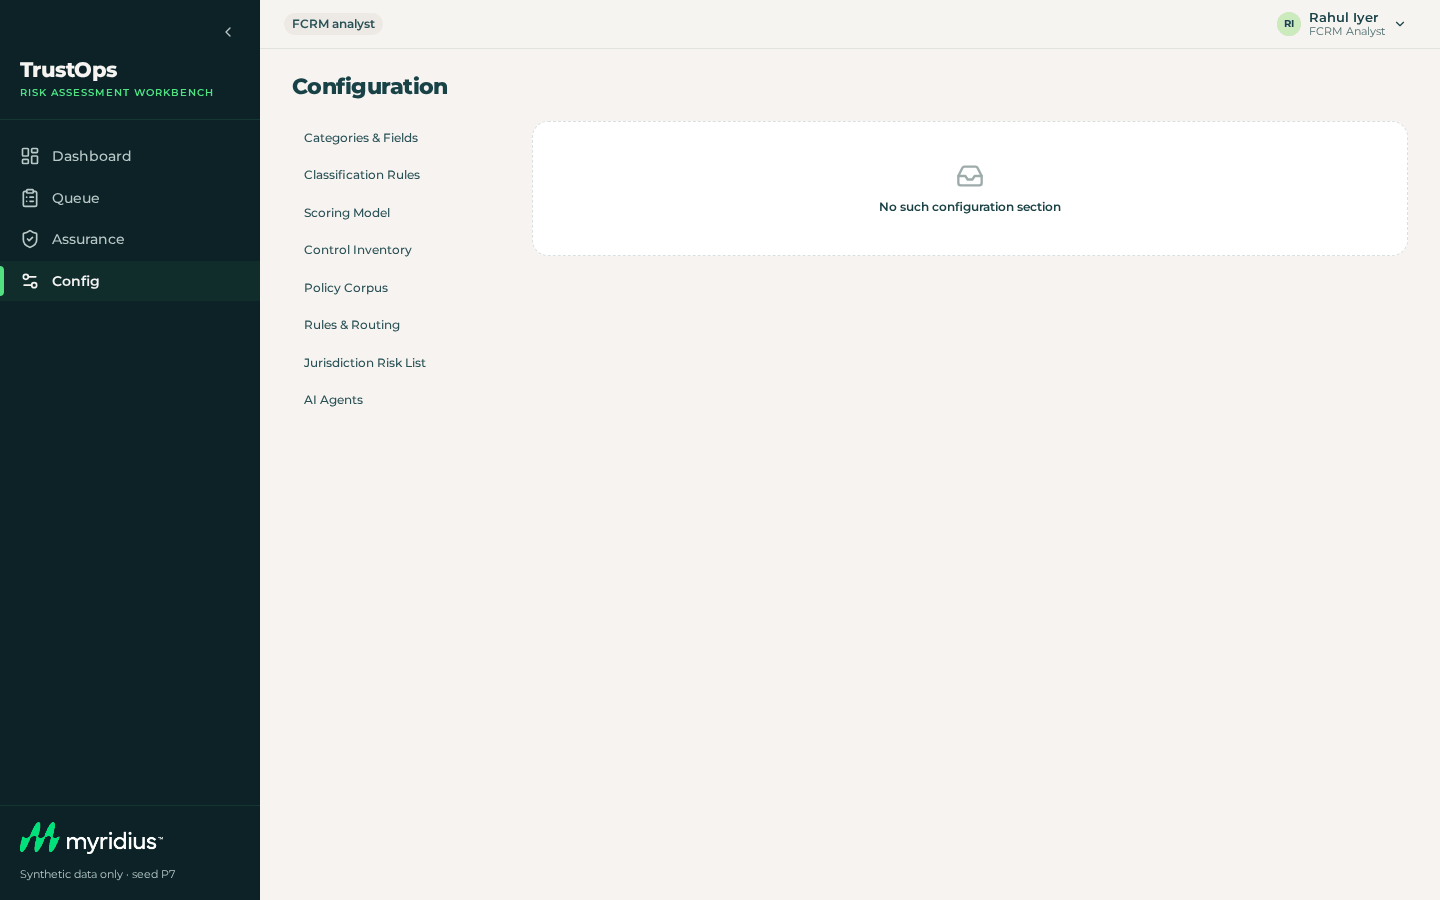 TrustOps
RISK ASSESSMENT WORKBENCH
Dashboard
Queue
Assurance
Config
myridius™
Synthetic data only · seed P7
FCRM analyst
RI
Rahul Iyer
FCRM Analyst
Configuration
Categories & Fields
Classification Rules
Scoring Model
Control Inventory
Policy Corpus
Rules & Routing
Jurisdiction Risk List
AI Agents
No such configuration section